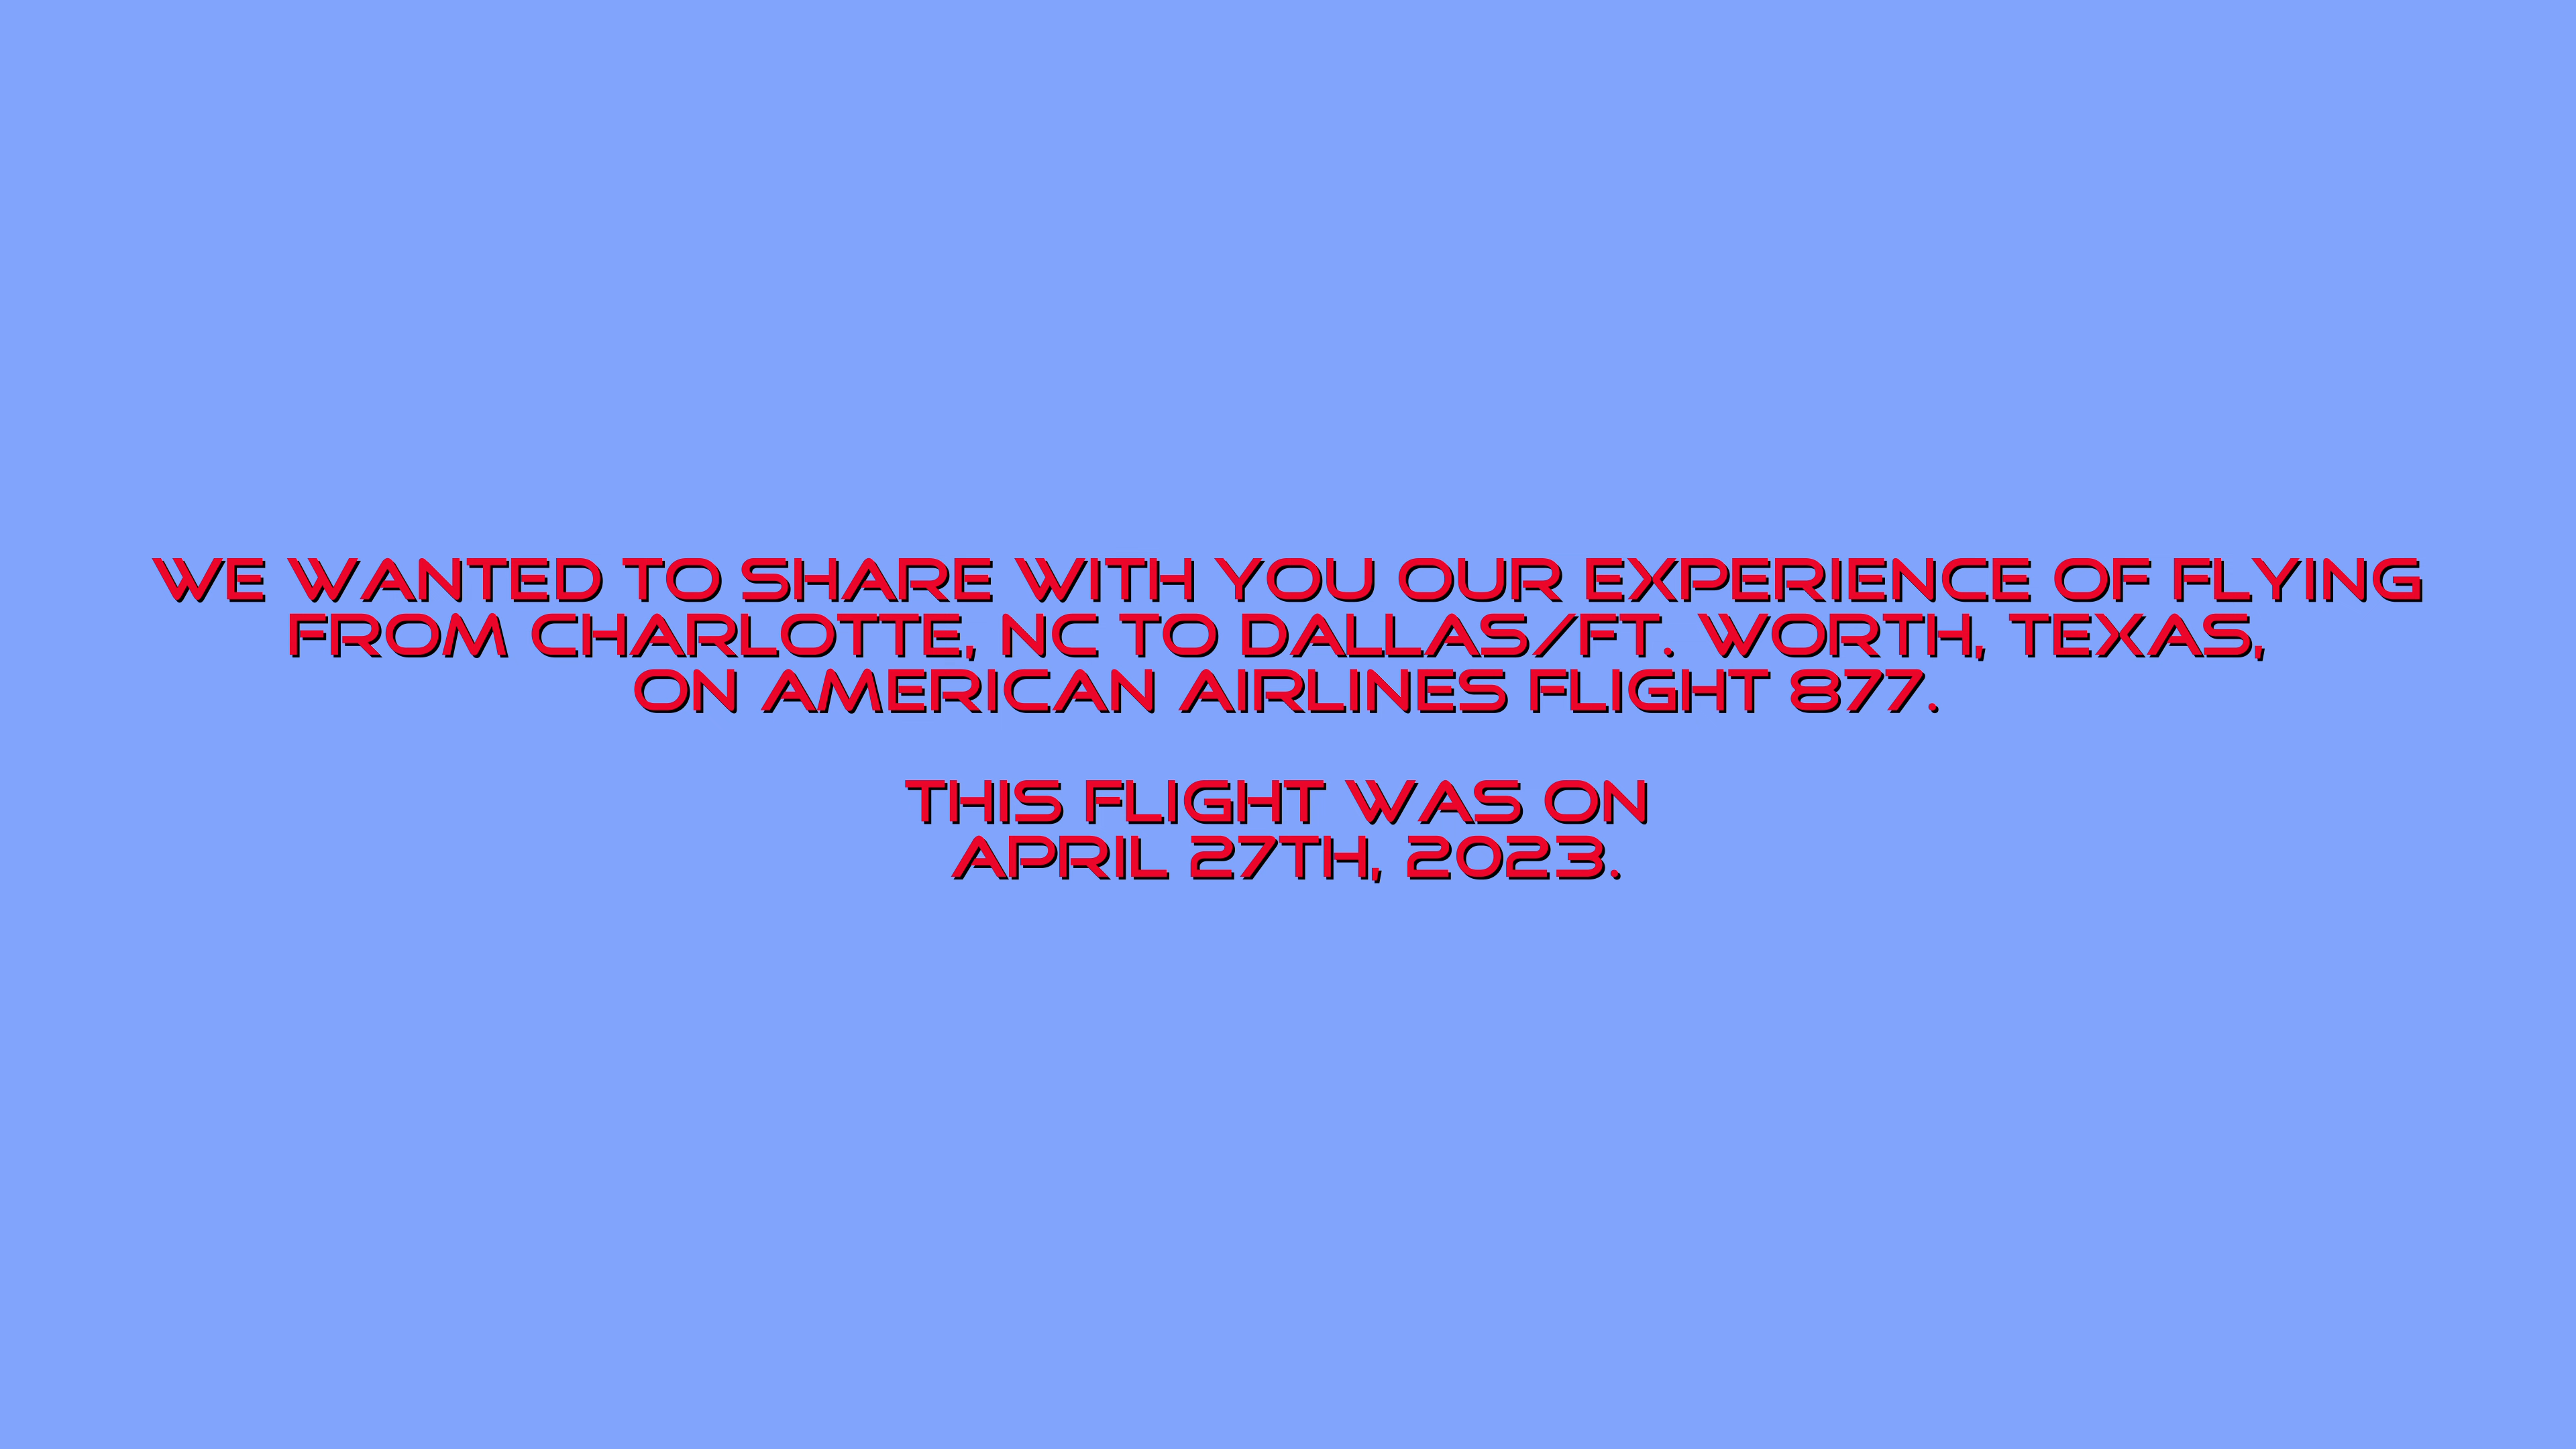 WE WANTED TO SHARE WITH YOU OUR EXPERIENCE OF FLYING
FROM CHARLOTTE, NC TO DALLAS/FT. WORTH, TEXAS,
ON AMERICAN AIRLINES FLIGHT 877.
THIS FLIGHT WAS ON
APRIL 27TH, 2023.